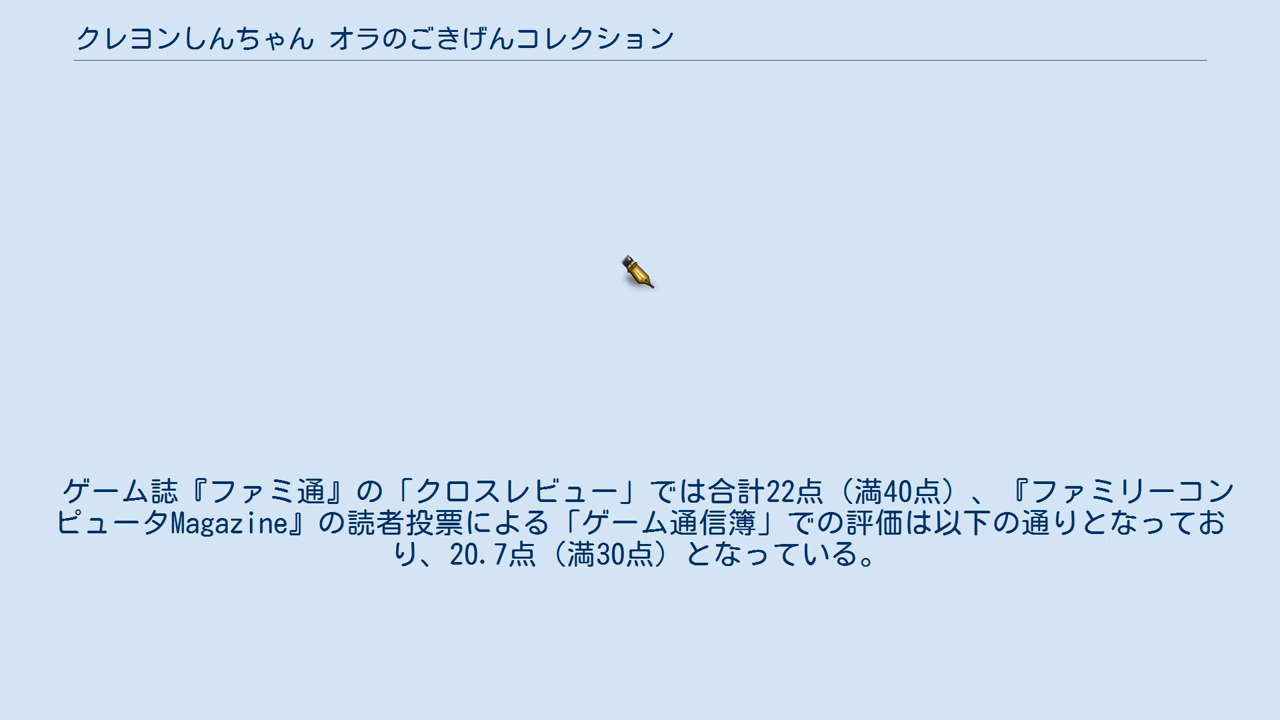 クレヨンしんちゃん オラのごきげんコレクション
ゲーム誌『ファミ通』の「クロスレビュー」では合計22点（満40点）、『ファミリーコン
ピュータMagazine』の読者投票による「ゲーム通信簿」での評価は以下の通りとなってお
り、20.7点（満30点）となっている。